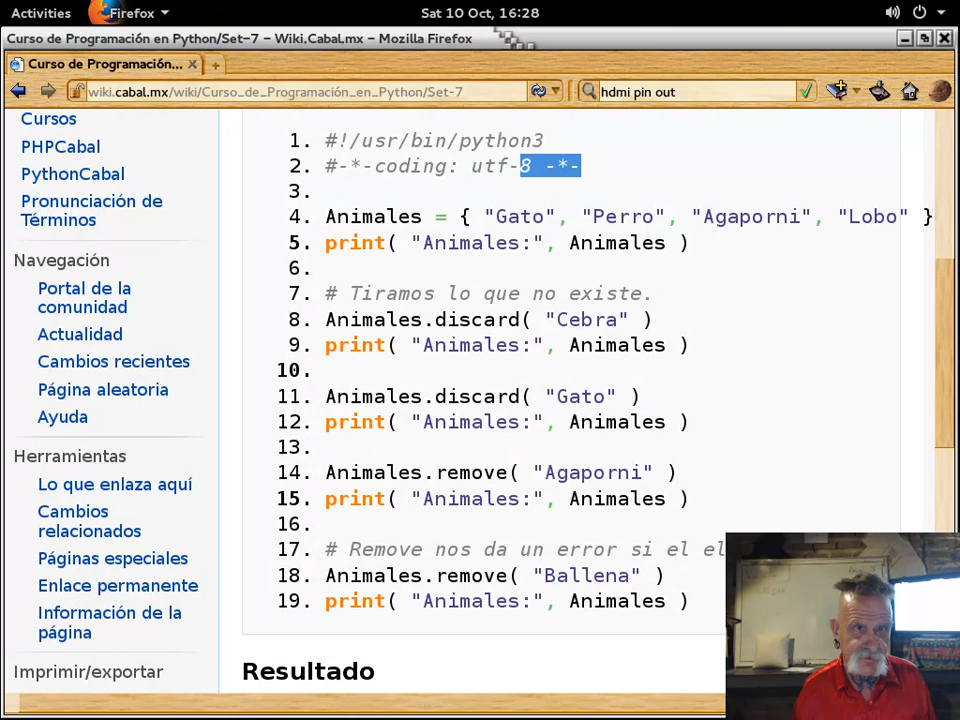 Activities Firefox Sat 10 Oct, 16:28
Curso de Programación en Python/Set-7 – Wiki.Cabal.mx – Mozilla Firefox
Curso de Programación...
wiki.cabal.mx/wiki/Curso_de_Programación_en_Python/Set-7 hdmi pin out
Cursos
PHPCabal
PythonCabal
Pronunciación de
Términos
Navegación
Portal de la
comunidad
Actualidad
Cambios recientes
Página aleatoria
Ayuda
Herramientas
Lo que enlaza aquí
Cambios
relacionados
Páginas especiales
Enlace permanente
Información de la
página
Imprimir/exportar
1. #!/usr/bin/python3
2. #-*-coding: utf-8 -*-
3.
4. Animales = { "Gato", "Perro", "Agaporni", "Lobo" }
5. print( "Animales:", Animales )
6.
7. # Tiramos lo que no existe.
8. Animales.discard( "Cebra" )
9. print( "Animales:", Animales )
10.
11. Animales.discard( "Gato" )
12. print( "Animales:", Animales )
13.
14. Animales.remove( "Agaporni" )
15. print( "Animales:", Animales )
16.
17. # Remove nos da un error si el el
18. Animales.remove( "Ballena" )
19. print( "Animales:", Animales )
Resultado